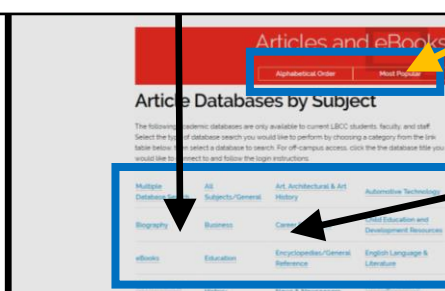 Articles and eBooks
Alphabetical Order Most Popular
Article Databases by Subject
The following academic databases are only available to current LBCC students, faculty and staff.
Select the type of database search you would like to perform by choosing a category from the link
table below, then select a database to search. For off-campus access, click the the database title you
would like to connect to and follow the login instructions.
Multiple All Art, Architectural & Art Automotive Technology
Database Search Subjects/General History
Biography Business Career Child Education and
Development Resources
eBooks Education Encyclopedias/General English Language &
Reference Literature
History